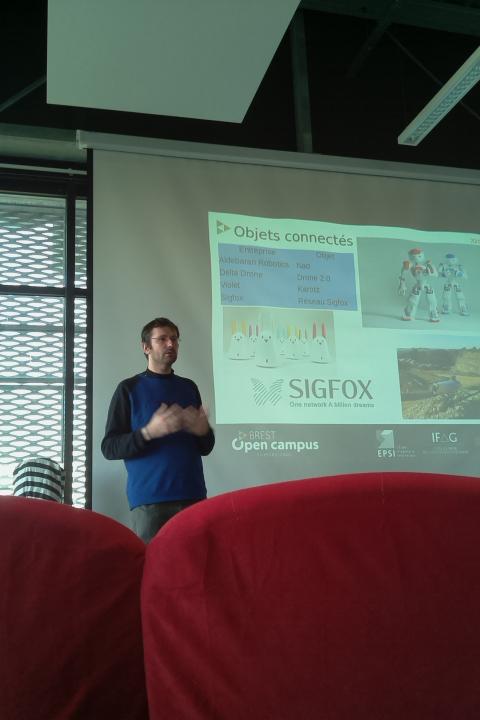 Objets connectés
Entreprise Objet
Aldebaran Robotics Nao
Delta Drone Drone 2.0
Violet Karotz
Sigfox Réseau Sigfox
SIGFOX
One network A billion dreams
BREST
Open campus
EPSI
IFAG